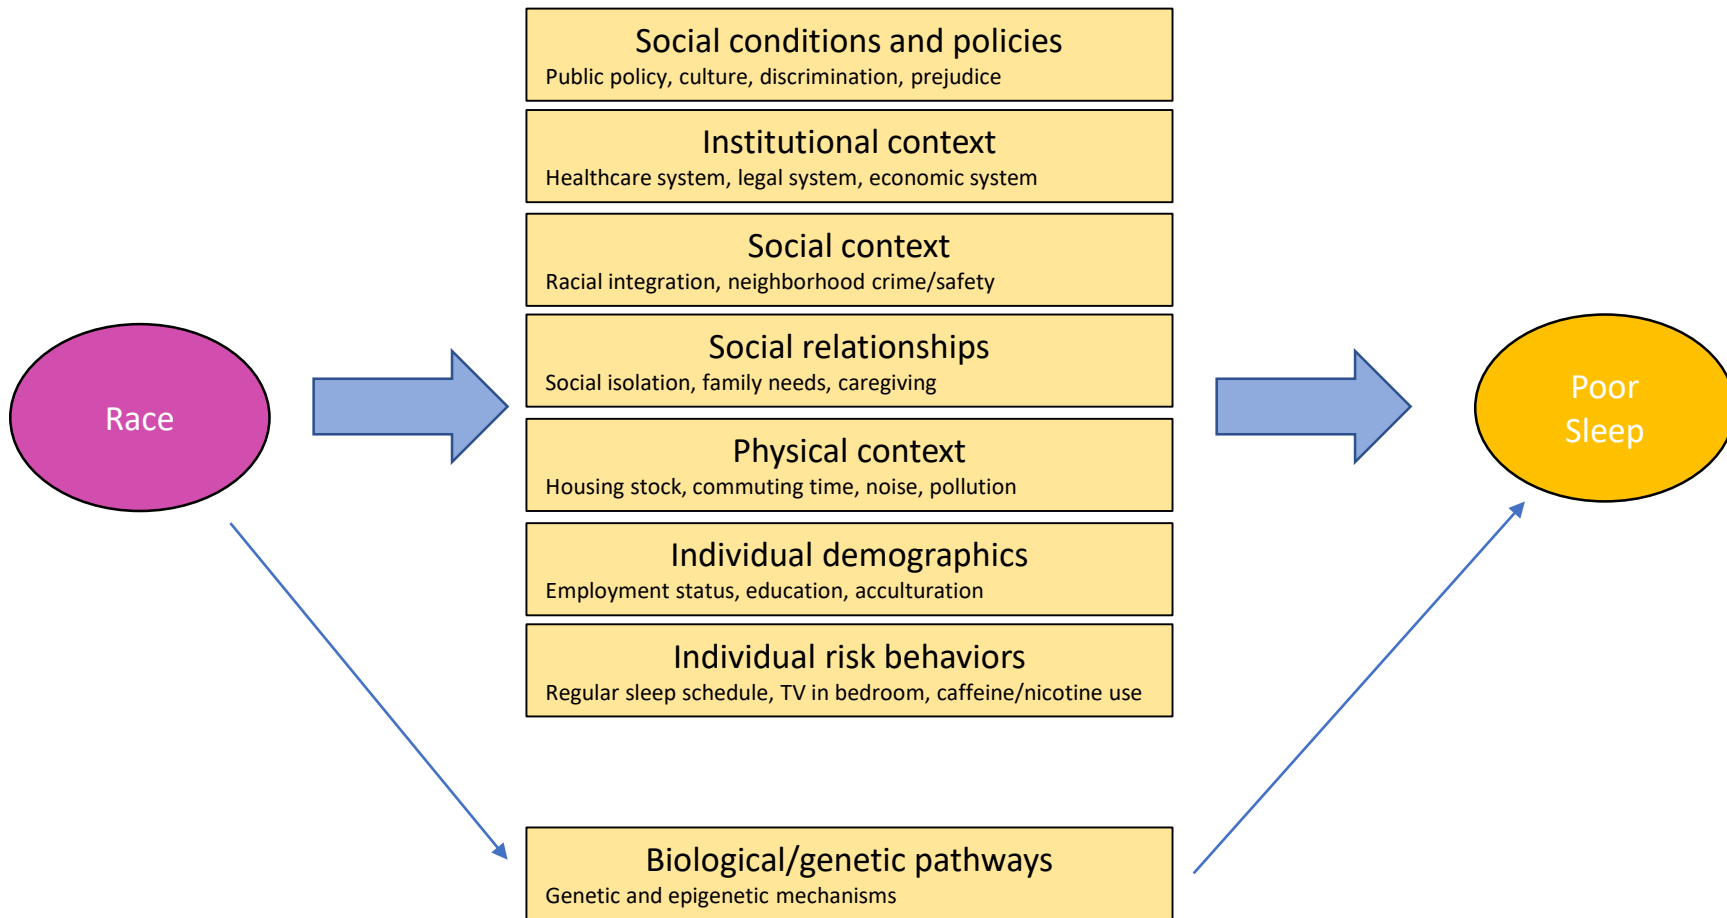 Social conditions and policies
Public policy, culture, discrimination, prejudice
Institutional context
Healthcare system, legal system, economic system
Social context
Racial integration, neighborhood crime/safety
Social relationships
Social isolation, family needs, caregiving
Race
Poor
Sleep
Physical context
Housing stock, commuting time, noise, pollution
Individual demographics
Employment status, education, acculturation
Individual risk behaviors
Regular sleep schedule, TV in bedroom, caffeine/nicotine use
Biological/genetic pathways
Genetic and epigenetic mechanisms